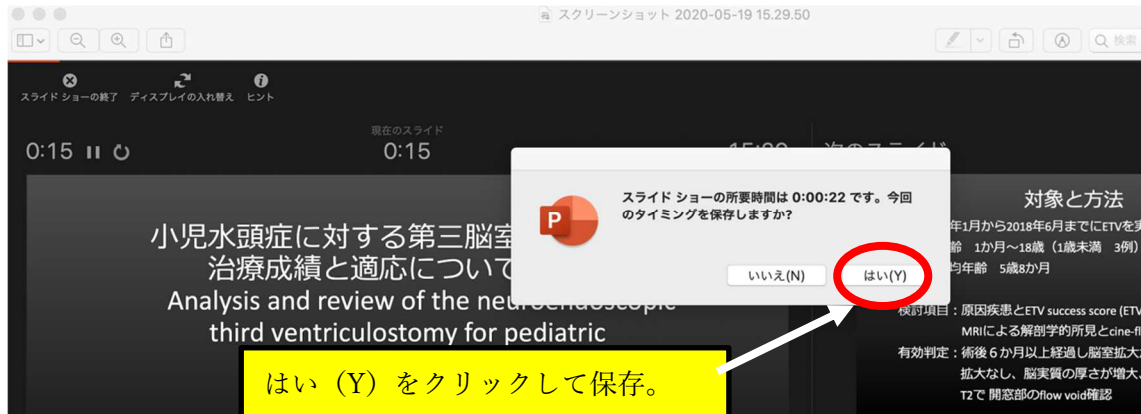 スクリーンショット 2020-05-19 15.29.50
検索
スライド ショーの終了 ディスプレイの入れ替え ヒント
0:15
現在のスライド
0:15
小児水頭症に対する第三脳室
治療成績と適応について
Analysis and review of the neuroendoscopic
third ventriculostomy for pediatric
スライド ショーの所要時間は 0:00:22 です。今回
のタイミングを保存しますか?
いいえ(N)
はい(Y)
はい（Y）をクリックして保存。
次のスライド
対象と方法
年1月から2018年6月までにETVを実
齢 1か月～18歳（1歳未満 3例）
均年齢 5歳8か月
検討項目：原因疾患とETV success score (ETV
MRIによる解剖学的所見とcine-fl
有効判定：術後６か月以上経過し脳室拡大
拡大なし、脳実質の厚さが増大、
T2で 開窓部のflow void確認